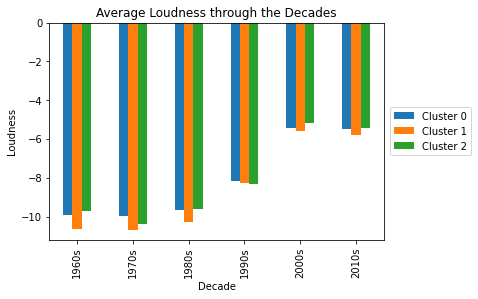 Average Loudness through the Decades
Loudness
0
−2
−4
−6
−8
−10
1960s
1970s
1980s
1990s
2000s
2010s
Decade
Cluster 0
Cluster 1
Cluster 2